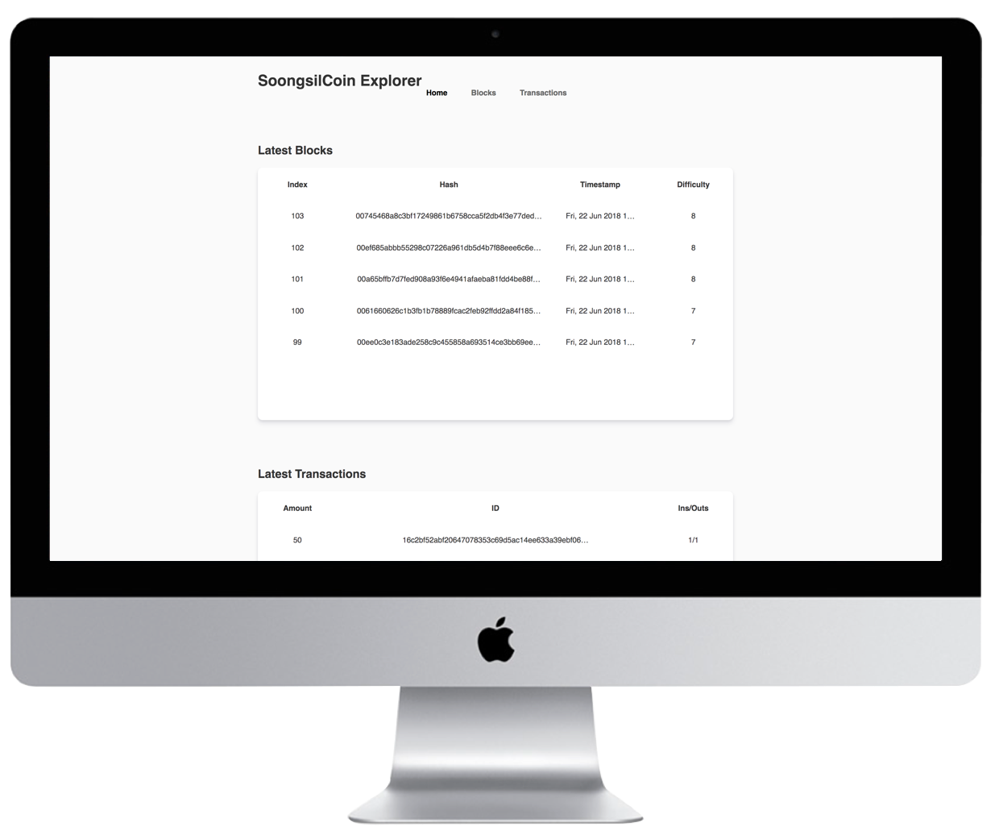 SoongsilCoin Explorer
Home Blocks Transactions
Latest Blocks
Index Hash Timestamp Difficulty
103 00745468a8c3bf17249861b6758cca5f2db4f3e77ded... Fri, 22 Jun 2018 1... 8
102 00ef685abbb55298c07226a961db5d4b7f88eee6c6e... Fri, 22 Jun 2018 1... 8
101 00a65bffb7d7fed908a93f6e4941afaeba81fdd4be88f... Fri, 22 Jun 2018 1... 8
100 0061660626c1b3fb1b78889fcac2feb92ffdd2a84f185... Fri, 22 Jun 2018 1... 7
99 00ee0c3e183ade258c9c455858a693514ce3bb69ee... Fri, 22 Jun 2018 1... 7
Latest Transactions
Amount ID Ins/Outs
50 16c2bf52abf20647078353c69d5ac14ee633a39ebf06... 1/1